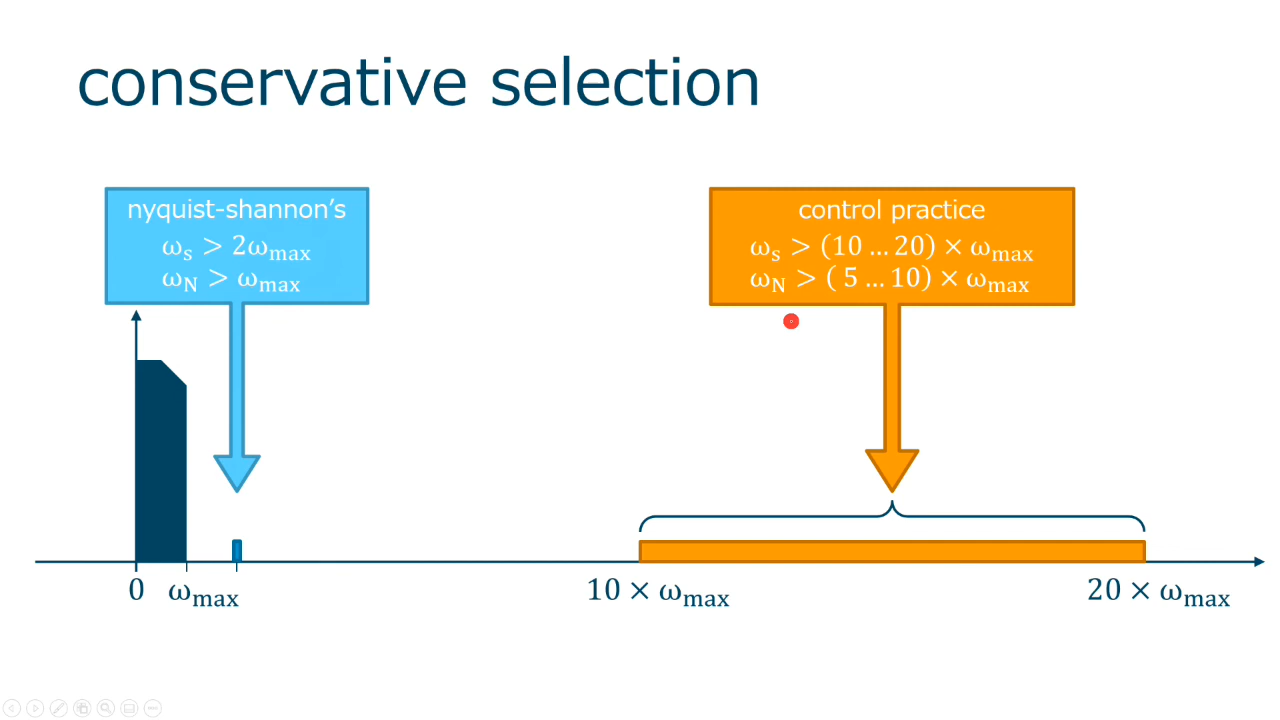 conservative selection
nyquist-shannon’s
ωs > 2ωmax
ωN > ωmax
control practice
ωs > (10 … 20) × ωmax
ωN > ( 5 … 10) × ωmax
0 ωmax 10 × ωmax 20 × ωmax